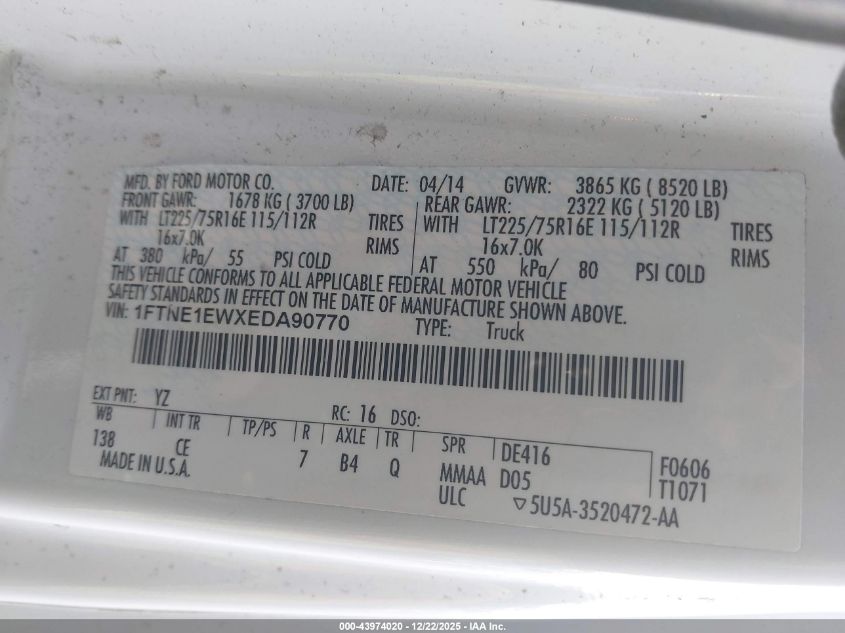 MFD. BY FORD MOTOR CO. DATE: 04/14 GVWR: 3865 KG ( 8520 LB)
FRONT GAWR: 1678 KG ( 3700 LB) REAR GAWR: 2322 KG ( 5120 LB)
WITH LT225/75R16E 115/112R TIRES WITH LT225/75R16E 115/112R TIRES
16x7.0K RIMS 16x7.0K RIMS
AT 380 kPa/ 55 PSI COLD AT 550 kPa/ 80 PSI COLD
THIS VEHICLE CONFORMS TO ALL APPLICABLE FEDERAL MOTOR VEHICLE
SAFETY STANDARDS IN EFFECT ON THE DATE OF MANUFACTURE SHOWN ABOVE.
VIN: 1FTNE1EWXEDA90770 TYPE: Truck
EXT PNT: YZ RC: 16 DSO:
WB INT TR TP/PS R AXLE TR SPR DE416 F0606
138 CE 7 B4 Q MMAA D05 T1071
MADE IN U.S.A. ULC ▽5U5A-3520472-AA
000-43974020 - 12/22/2025 - IAA Inc.